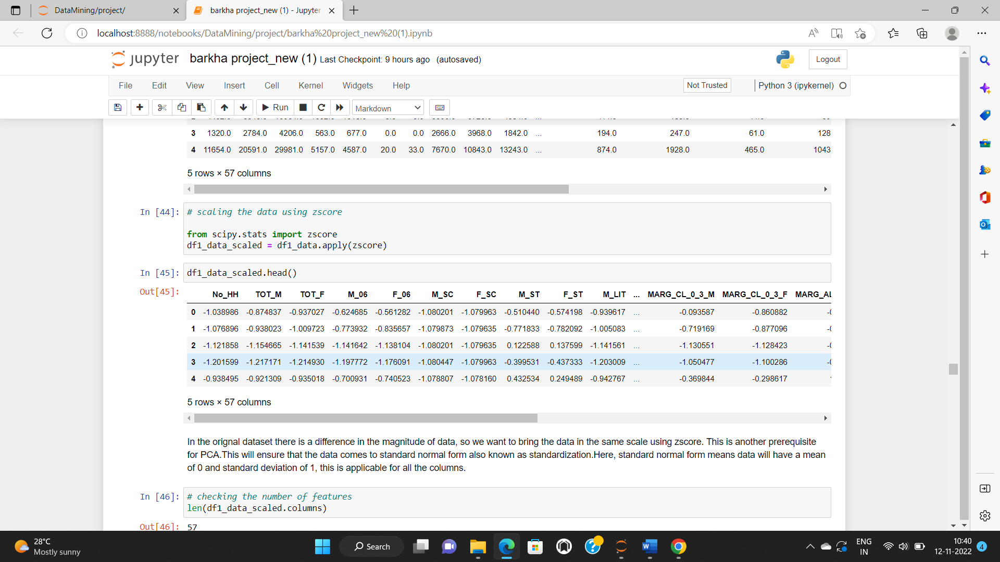 DataMining/project/
barkha project_new (1) - Jupyter
localhost:8888/notebooks/DataMining/project/barkha%20project_new%20(1).ipynb
jupyter barkha project_new (1) Last Checkpoint: 9 hours ago (autosaved)
Logout
File Edit View Insert Cell Kernel Widgets Help
Not Trusted
Python 3 (ipykernel)
Run
Markdown
3 1320.0 2784.0 4206.0 563.0 677.0 0.0 0.0 2666.0 3968.0 1842.0 ... 194.0 247.0 61.0 128
4 11654.0 20591.0 29981.0 5157.0 4587.0 20.0 33.0 7670.0 10843.0 13243.0 ... 874.0 1928.0 465.0 1043
5 rows × 57 columns
In [44]: # scaling the data using zscore
from scipy.stats import zscore
df1_data_scaled = df1_data.apply(zscore)
In [45]: df1_data_scaled.head()
Out[45]:
No_HH TOT_M TOT_F M_06 F_06 M_SC F_SC M_ST F_ST M_LIT ... MARG_CL_0_3_M MARG_CL_0_3_F MARG_AL
0 -1.038986 -0.874837 -0.937027 -0.624685 -0.561282 -1.080201 -1.079963 -0.510440 -0.574198 -0.939617 ... -0.093587 -0.860882
1 -1.076896 -0.938023 -1.009723 -0.773932 -0.835657 -1.079873 -1.079635 -0.771833 -0.782092 -1.005083 ... -0.719169 -0.877096
2 -1.121858 -1.154665 -1.141539 -1.141642 -1.138104 -1.080201 -1.079635 0.122588 0.137599 -1.141561 ... -1.130551 -1.128423
3 -1.201599 -1.217171 -1.214930 -1.197772 -1.176091 -1.080447 -1.079963 -0.399531 -0.437333 -1.203009 ... -1.050477 -1.100286
4 -0.938495 -0.921309 -0.935018 -0.700931 -0.740523 -1.078807 -1.078160 0.432534 0.249489 -0.942767 ... -0.369844 -0.298617
5 rows × 57 columns
In the orignal dataset there is a difference in the magnitude of data, so we want to bring the data in the same scale using zscore. This is another prerequisite
for PCA.This will ensure that the data comes to standard normal form also known as standardization.Here, standard normal form means data will have a mean
of 0 and standard deviation of 1, this is applicable for all the columns.
In [46]: # checking the number of features
len(df1_data_scaled.columns)
Out[46]: 57
28°C
Mostly sunny
Search
ENG
IN
10:40
12-11-2022
4